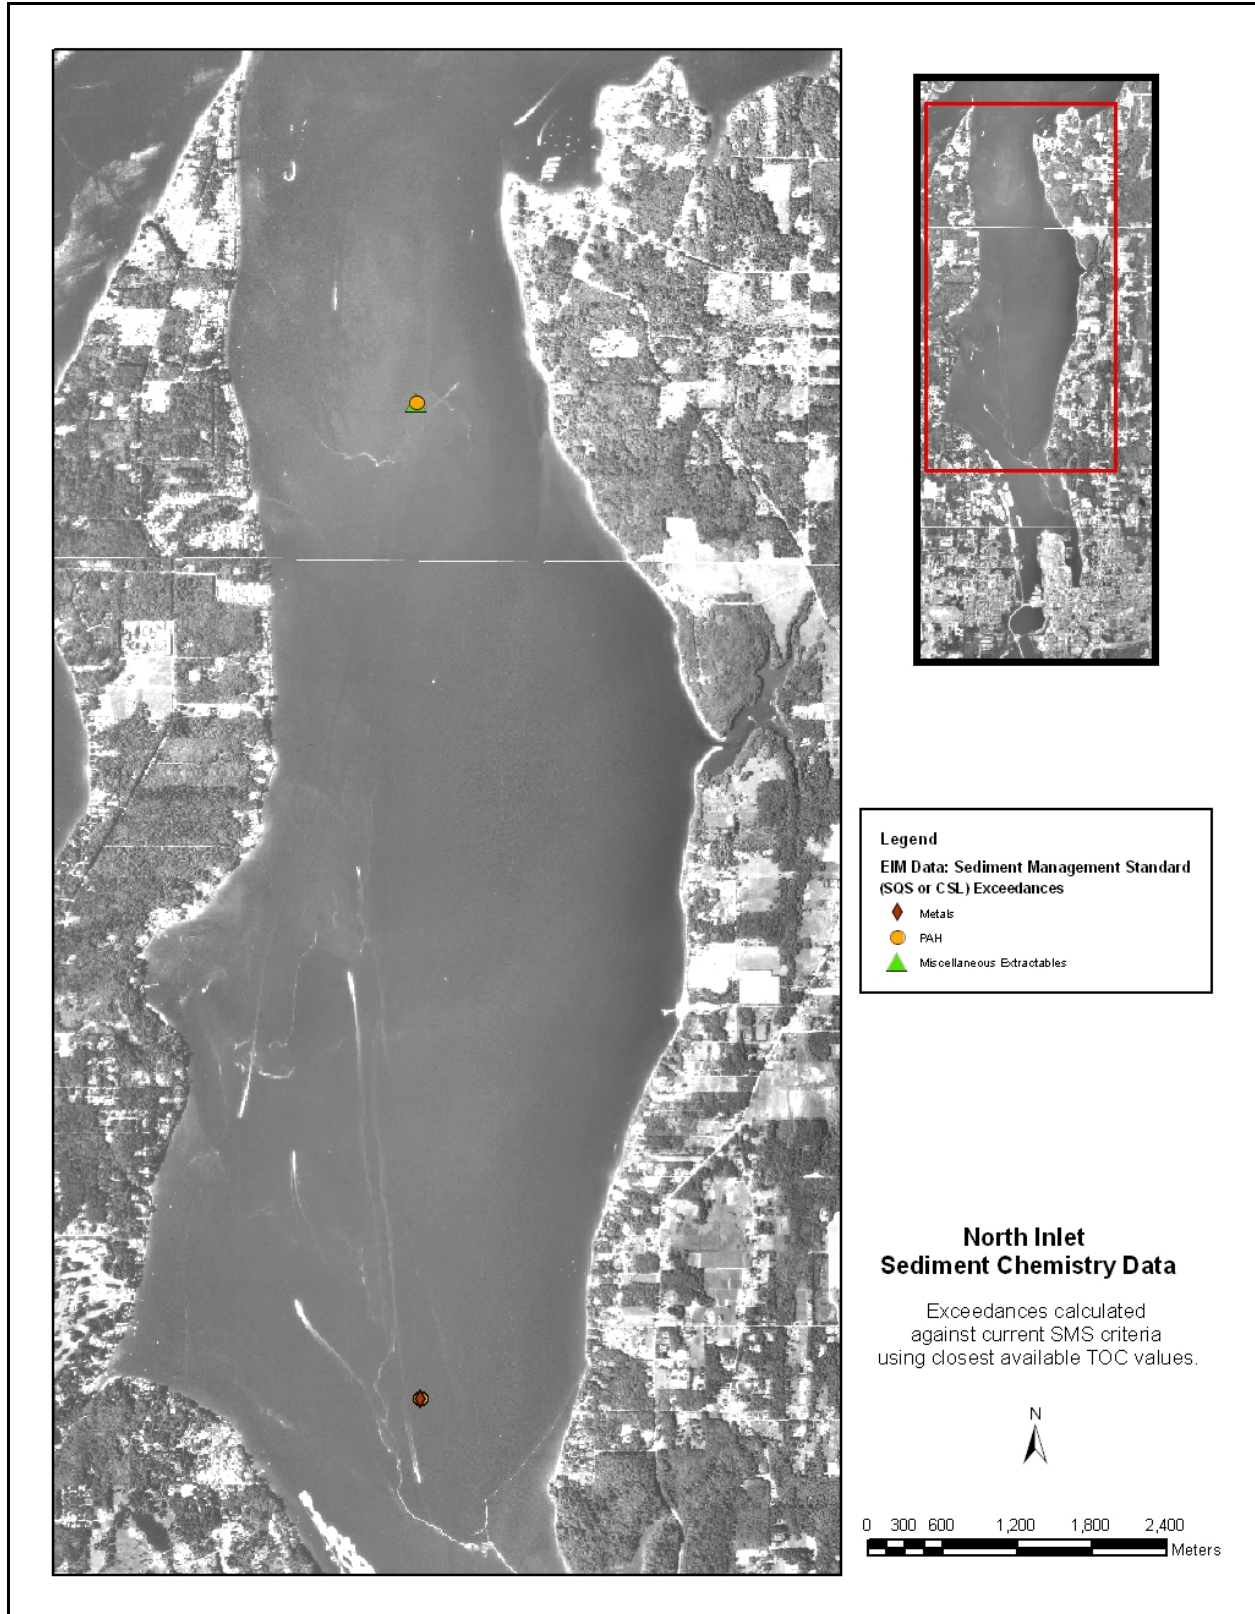 Legend
EIM Data: Sediment Management Standard
(SQS or CSL) Exceedances
Metals
PAH
Miscellaneous Extractables
North Inlet
Sediment Chemistry Data
Exceedances calculated
against current SMS criteria
using closest available TOC values.
N
0 300 600 1,200 1,800 2,400
Meters